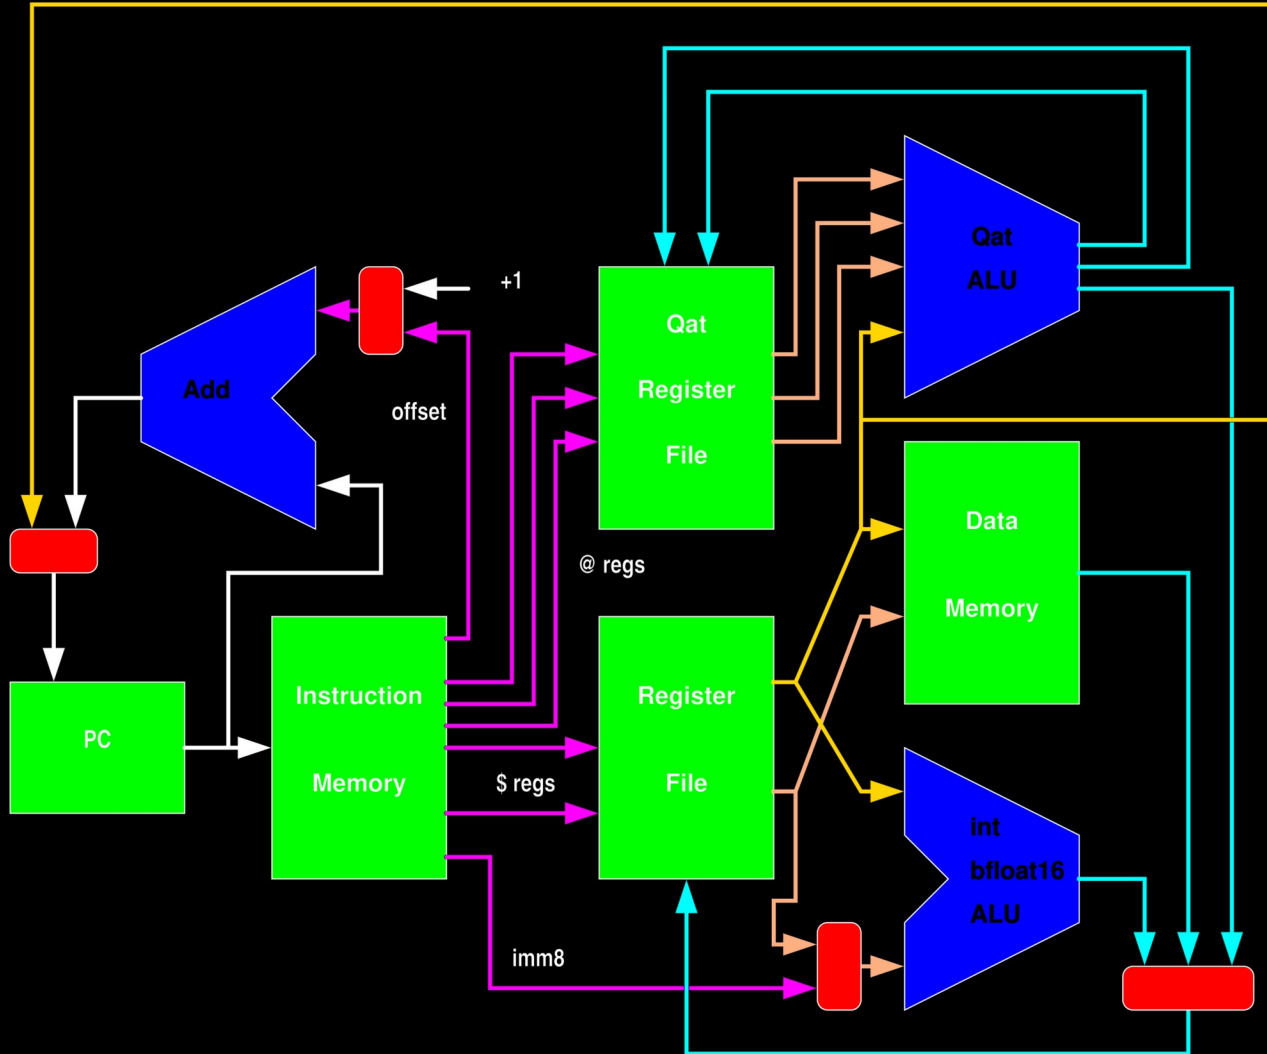 Qat
ALU
+1
Qat
Register
File
Add
offset
Data
Memory
@ regs
Instruction
Memory
Register
File
PC
$ regs
int
bfloat16
ALU
imm8